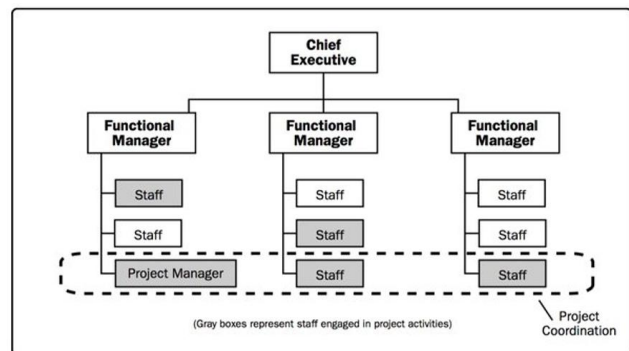 Chief
Executive
Functional
Manager
Functional
Manager
Functional
Manager
Staff
Staff
Staff
Staff
Staff
Staff
Project Manager
Staff
Staff
(Gray boxes represent staff engaged in project activities)
Project
Coordination